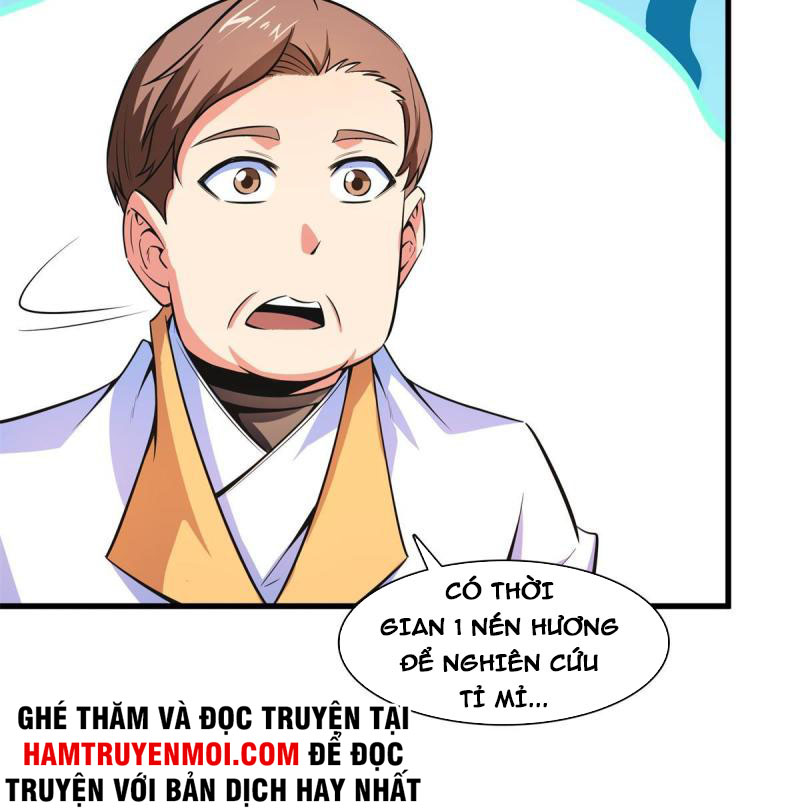 CÓ THỜI
GIAN 1 NÉN HƯƠNG
ĐỂ NGHIÊN CỨU
TỈ MỈ...
GHÉ THĂM VÀ ĐỌC TRUYỆN TẠI
HAMTRUYENMOI.COM ĐỂ ĐỌC
TRUYỆN VỚI BẢN DỊCH HAY NHẤT